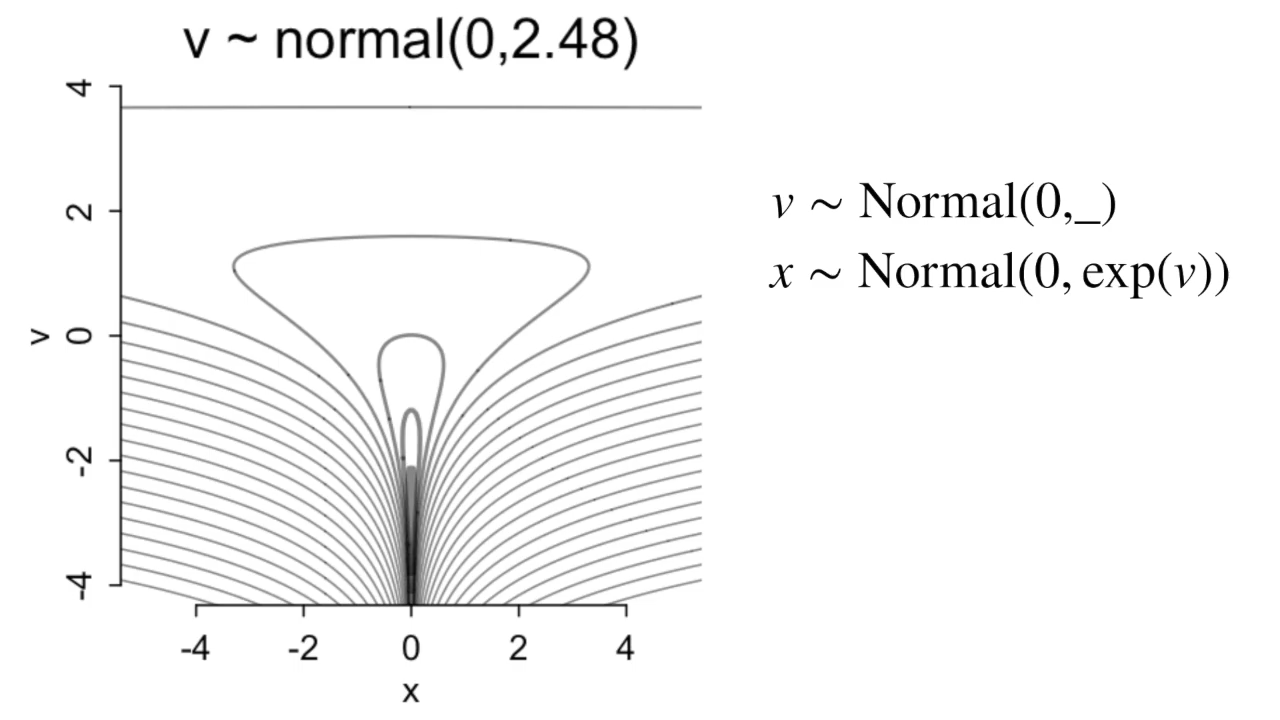 v ~ normal(0,2.48)
4
2
0
-2
-4
v
-4 -2 0 2 4
x
v ∼ Normal(0,_)
x ∼ Normal(0, exp(v))